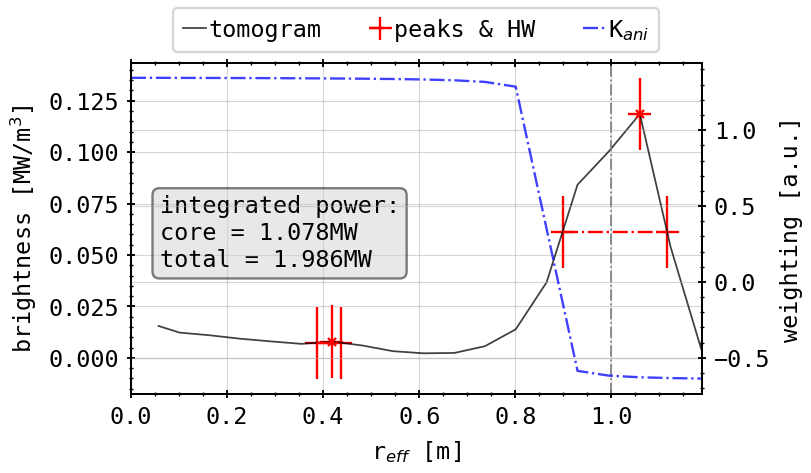 tomogram peaks & HW K_ani
brightness [MW/m³]
0.125
0.100
0.075
0.050
0.025
0.000
integrated power:
core = 1.078MW
total = 1.986MW
1.0
0.5
0.0
−0.5
weighting [a.u.]
0.0 0.2 0.4 0.6 0.8 1.0
r_eff [m]